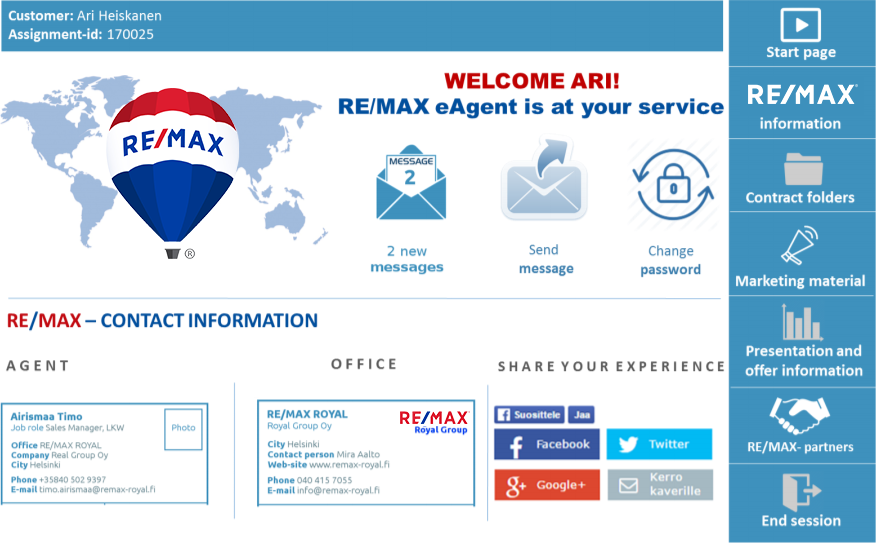 Customer: Ari Heiskanen
Assignment-id: 170025
WELCOME ARI!
RE/MAX eAgent is at your service
RE/MAX
®
MESSAGE
2
2 new
messages
Send
message
Change
password
RE/MAX – CONTACT INFORMATION
AGENT
Airismaa Timo
Job role Sales Manager, LKW
Photo
Office RE/MAX ROYAL
Company Real Group Oy
City Helsinki
Phone +35840 502 9397
E-mail timo.airismaa@remax-royal.fi
OFFICE
RE/MAX ROYAL
Royal Group Oy
RE/MAX
Royal Group
City Helsinki
Contact person Mira Aalto
Web-site www.remax-royal.fi
Phone 040 415 7055
E-mail info@remax-royal.fi
SHARE YOUR EXPERIENCE
f Suosittele Jaa
f Facebook
Twitter
g+ Google+
Kerro
kaverille
Start page
RE/MAX®
information
Contract folders
Marketing material
Presentation and
offer information
RE/MAX- partners
End session